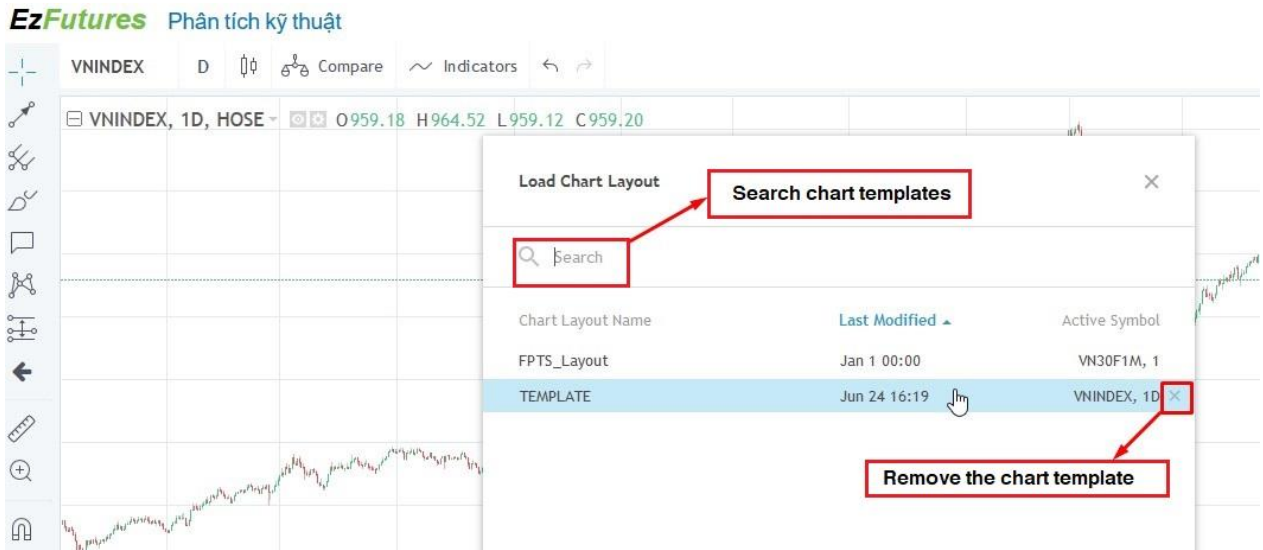 EzFutures Phân tích kỹ thuật
VNINDEX D Compare Indicators
VNINDEX, 1D, HOSE O959.18 H964.52 L959.12 C959.20
Load Chart Layout
Search chart templates
Search
Chart Layout Name Last Modified Active Symbol
FPTS_Layout Jan 1 00:00 VN30F1M, 1
TEMPLATE Jun 24 16:19 VNINDEX, 1D
Remove the chart template